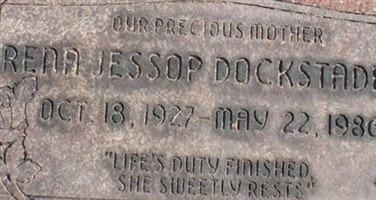 OUR PRECIOUS MOTHER
RENA JESSOP DOCKSTADE
OCT. 18, 1927 - MAY 22, 1986
"LIFE'S DUTY FINISHED,
SHE SWEETLY RESTS"